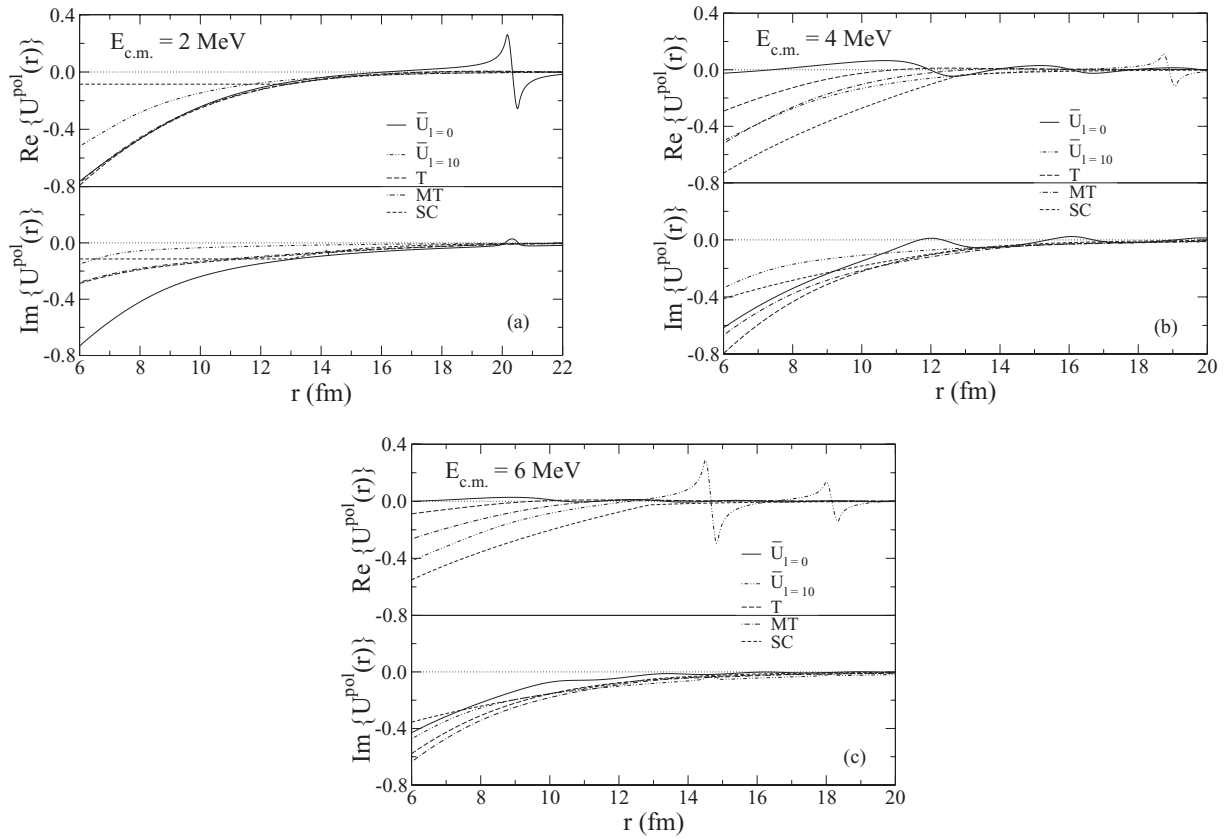 E_{c.m.} = 2 MeV
0.4
0.0
-0.4
-0.8
Re {U^{pol}(r)}
Ū_{l=0}
Ū_{l=10}
T
MT
SC
0.0
-0.4
-0.8
Im {U^{pol}(r)}
(a)
6 8 10 12 14 16 18 20 22
r (fm)
E_{c.m.} = 4 MeV
0.4
0.0
-0.4
-0.8
Re {U^{pol}(r)}
Ū_{l=0}
Ū_{l=10}
T
MT
SC
0.0
-0.4
-0.8
Im {U^{pol}(r)}
(b)
6 8 10 12 14 16 18 20
r (fm)
E_{c.m.} = 6 MeV
0.4
0.0
-0.4
-0.8
Re {U^{pol}(r)}
Ū_{l=0}
Ū_{l=10}
T
MT
SC
0.0
-0.4
-0.8
Im {U^{pol}(r)}
(c)
6 8 10 12 14 16 18 20
r (fm)